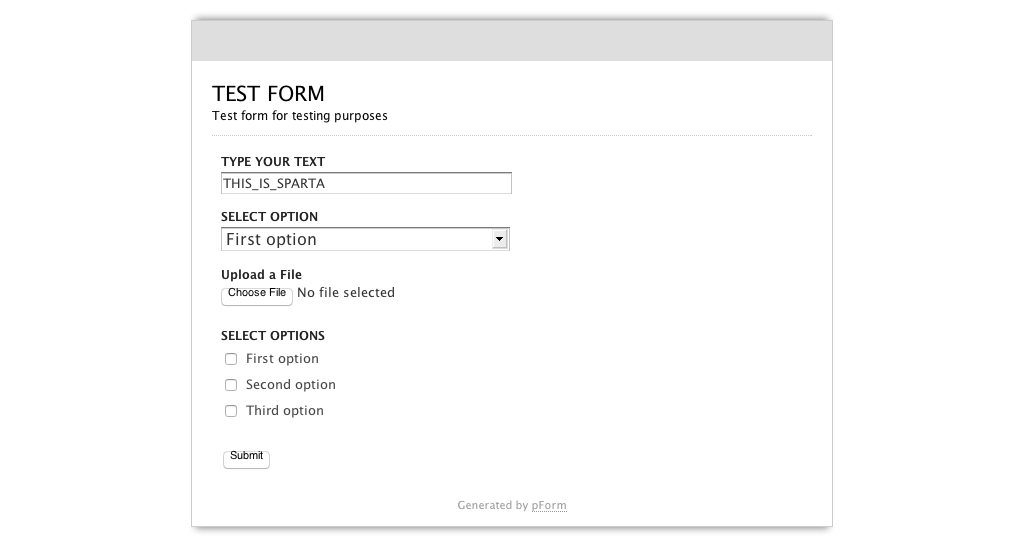 TEST FORM
Test form for testing purposes
TYPE YOUR TEXT
THIS_IS_SPARTA
SELECT OPTION
First option
Upload a File
Choose File No file selected
SELECT OPTIONS
First option
Second option
Third option
Submit
Generated by pForm